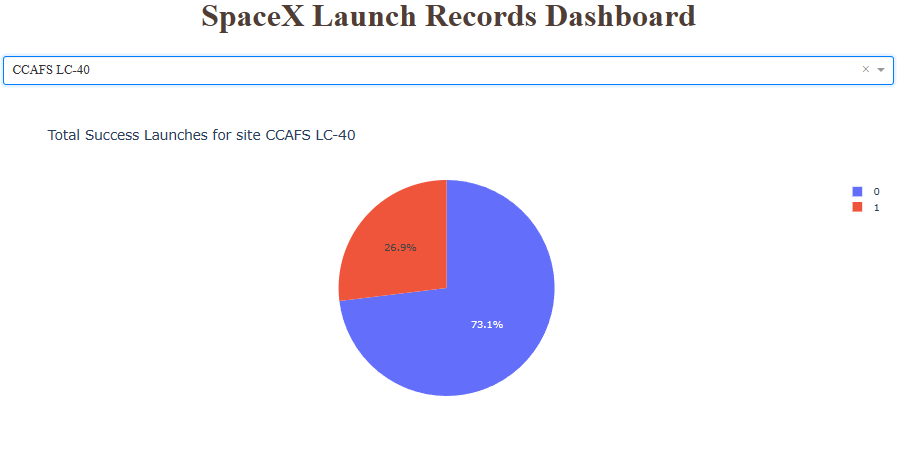 SpaceX Launch Records Dashboard
CCAFS LC-40
Total Success Launches for site CCAFS LC-40
0
1
26.9%
73.1%